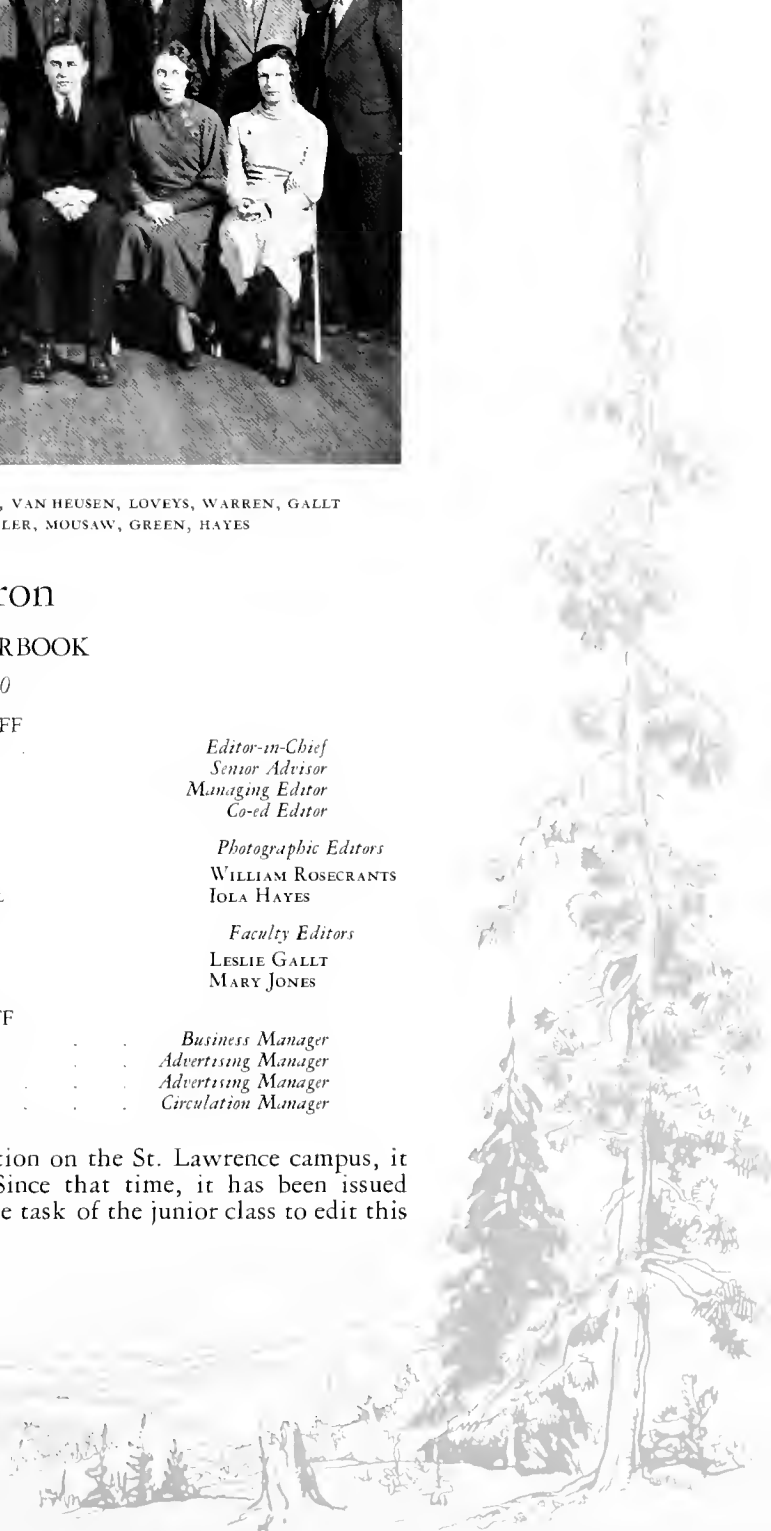 , VAN HEUSEN, LOVEYS, WARREN, GALLT
LER, MOUSAW, GREEN, HAYES
ron
RBOOK
0
FF
. Editor-in-Chief
Senior Advisor
Managing Editor
Co-ed Editor
Photographic Editors
WILLIAM ROSECRANTS
IOLA HAYES
Faculty Editors
LESLIE GALLT
MARY JONES
FF
. . Business Manager
. . Advertising Manager
. . . Advertising Manager
. . . Circulation Manager
tion on the St. Lawrence campus, it
Since that time, it has been issued
e task of the junior class to edit this